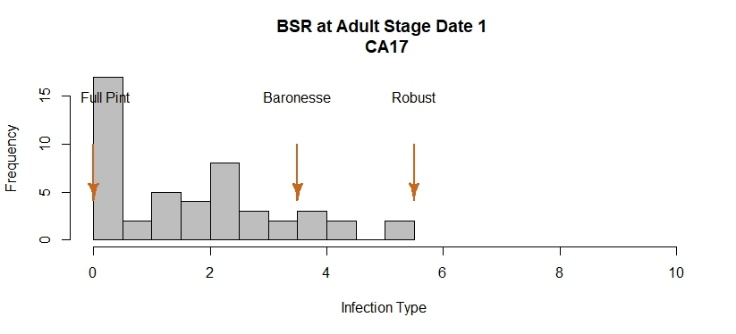 BSR at Adult Stage Date 1
CA17
Full Pint Baronesse Robust
Frequency
15
10
5
0
0 2 4 6 8 10
Infection Type